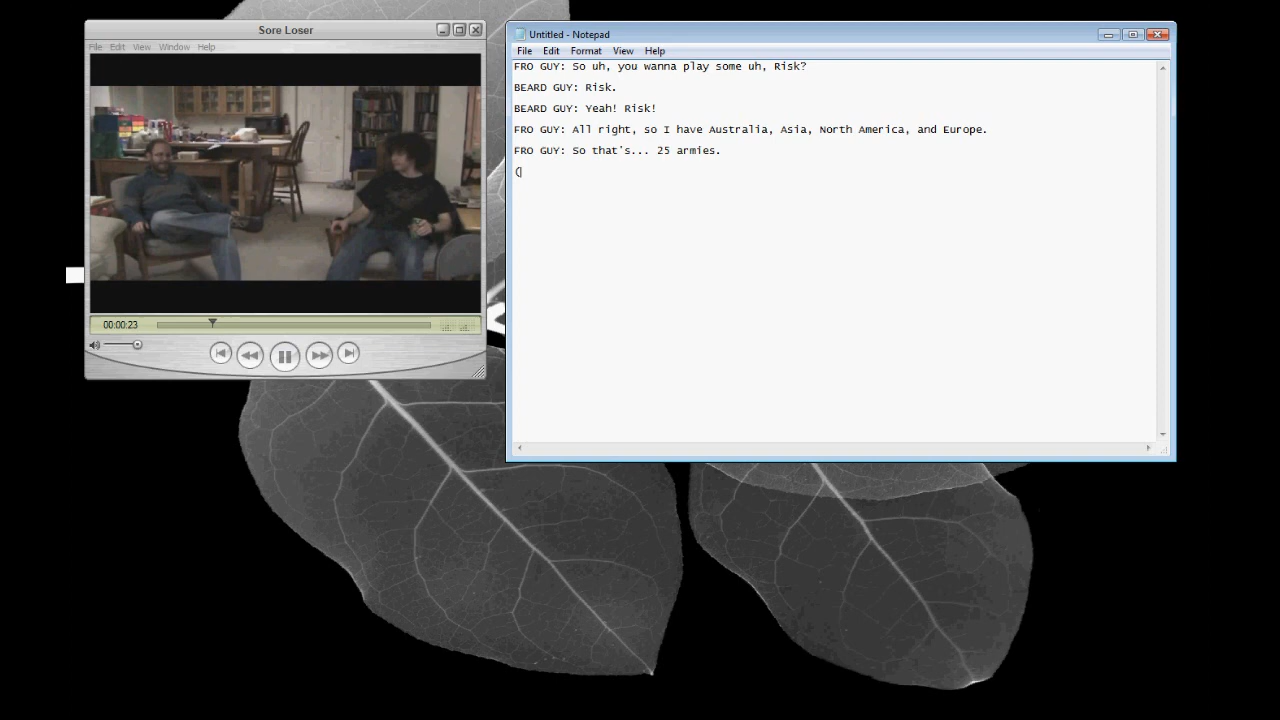 Sore Loser
File Edit View Window Help
00:00:23
Untitled - Notepad
File Edit Format View Help
FRO GUY: So uh, you wanna play some uh, Risk?
BEARD GUY: Risk.
BEARD GUY: Yeah! Risk!
FRO GUY: All right, so I have Australia, Asia, North America, and Europe.
FRO GUY: So that's... 25 armies.
(